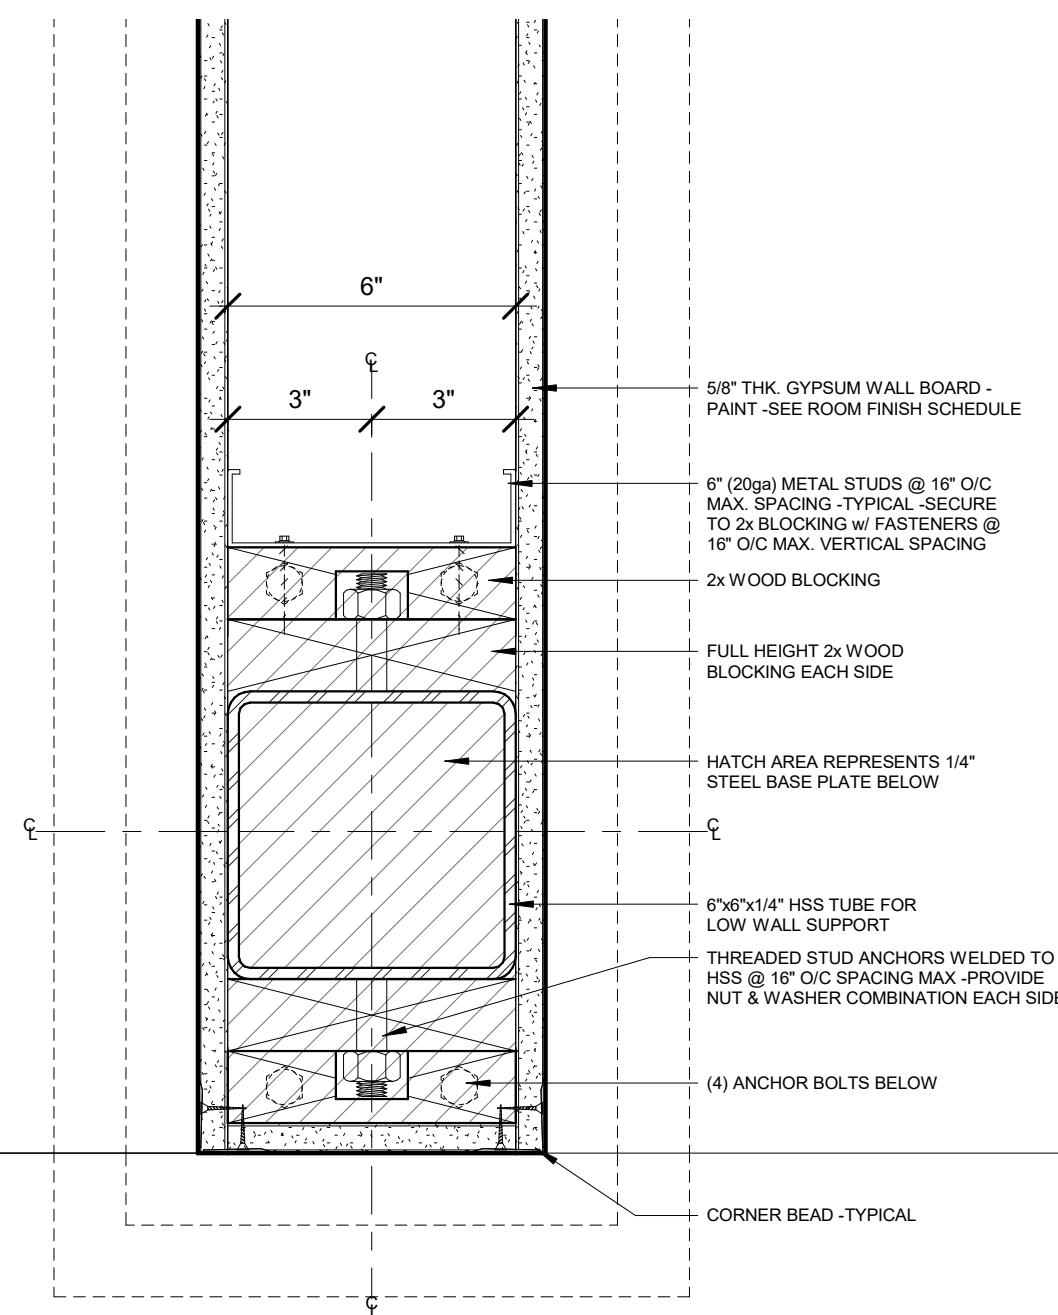 6"
℄
3"
3"
5/8" THK. GYPSUM WALL BOARD -
PAINT -SEE ROOM FINISH SCHEDULE
6" (20ga) METAL STUDS @ 16" O/C
MAX. SPACING -TYPICAL -SECURE
TO 2x BLOCKING w/ FASTENERS @
16" O/C MAX. VERTICAL SPACING
2x WOOD BLOCKING
FULL HEIGHT 2x WOOD
BLOCKING EACH SIDE
HATCH AREA REPRESENTS 1/4"
STEEL BASE PLATE BELOW
℄
℄
6"x6"x1/4" HSS TUBE FOR
LOW WALL SUPPORT
THREADED STUD ANCHORS WELDED TO
HSS @ 16" O/C SPACING MAX -PROVIDE
NUT & WASHER COMBINATION EACH SIDE
(4) ANCHOR BOLTS BELOW
CORNER BEAD -TYPICAL
℄